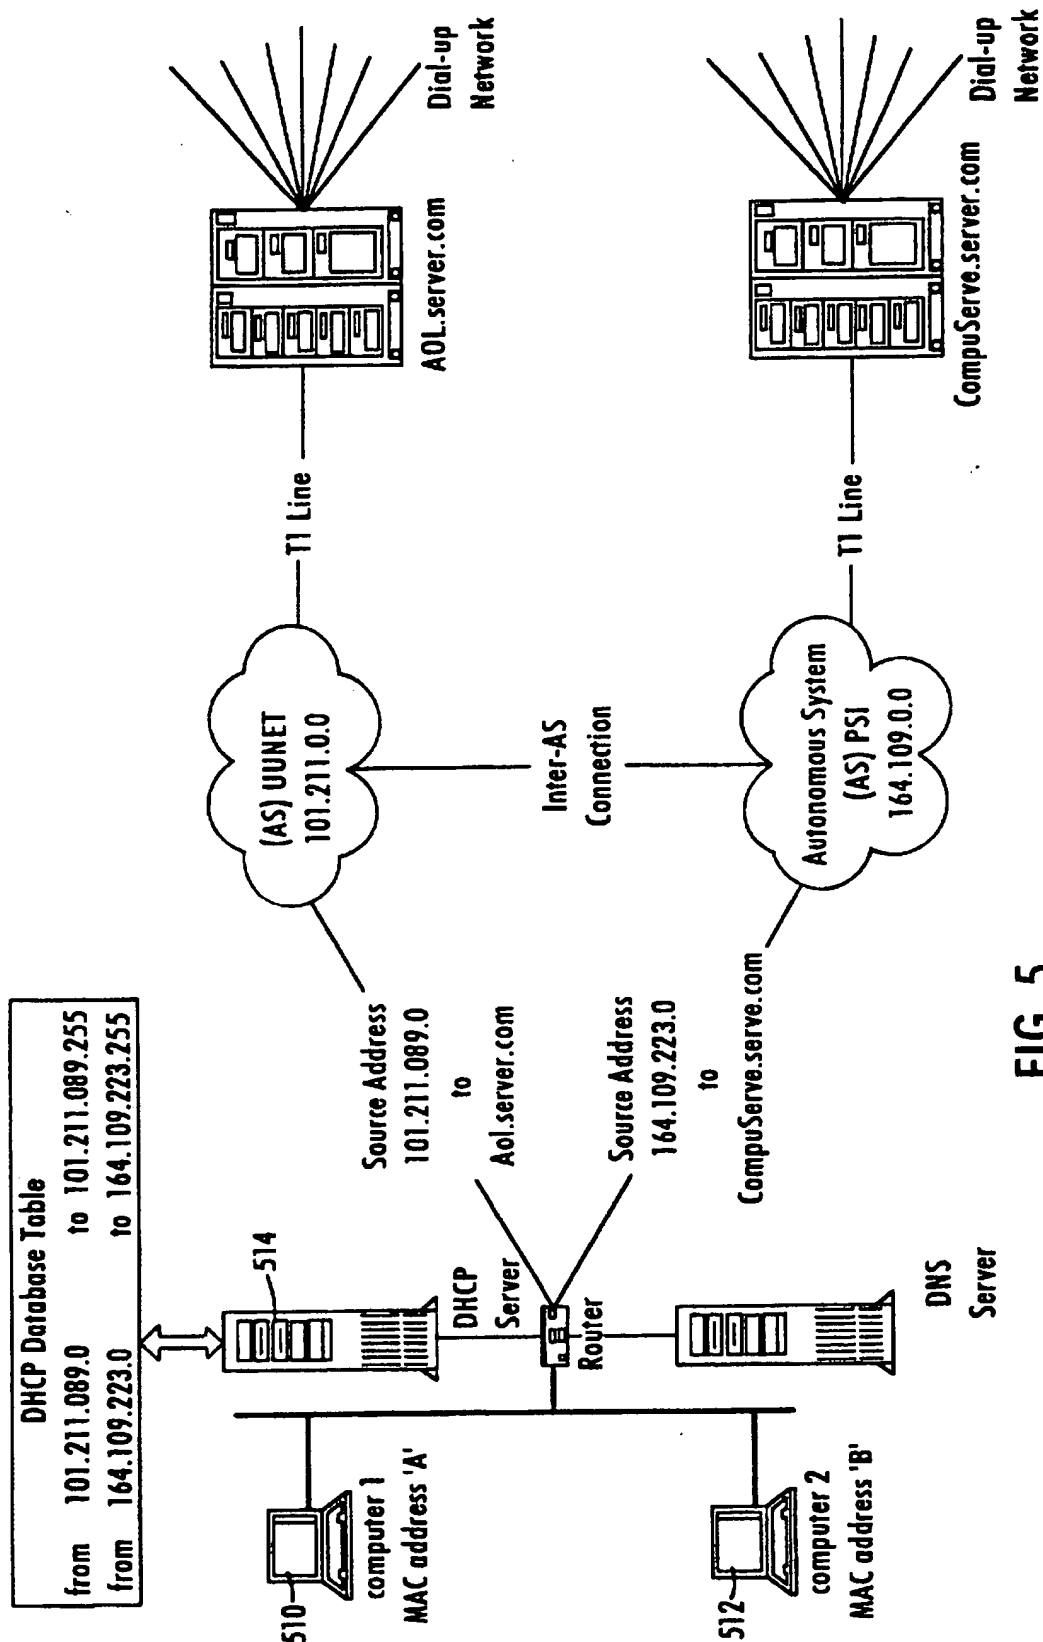 DHCP Database Table
from 101.211.089.0 to 101.211.089.255
from 164.109.223.0 to 164.109.223.255
510
computer 1
MAC address 'A'
514
DHCP
Server
Router
512
computer 2
MAC address 'B'
DNS
Server
Source Address
101.211.089.0
to
Aol.server.com
Source Address
164.109.223.0
to
CompuServe.serve.com
(AS) UUNET
101.211.0.0
Inter-AS
Connection
Autonomous System
(AS) PSI
164.109.0.0
T1 Line
T1 Line
AOL.server.com
CompuServe.server.com
Dial-up
Network
Dial-up
Network
FIG. 5